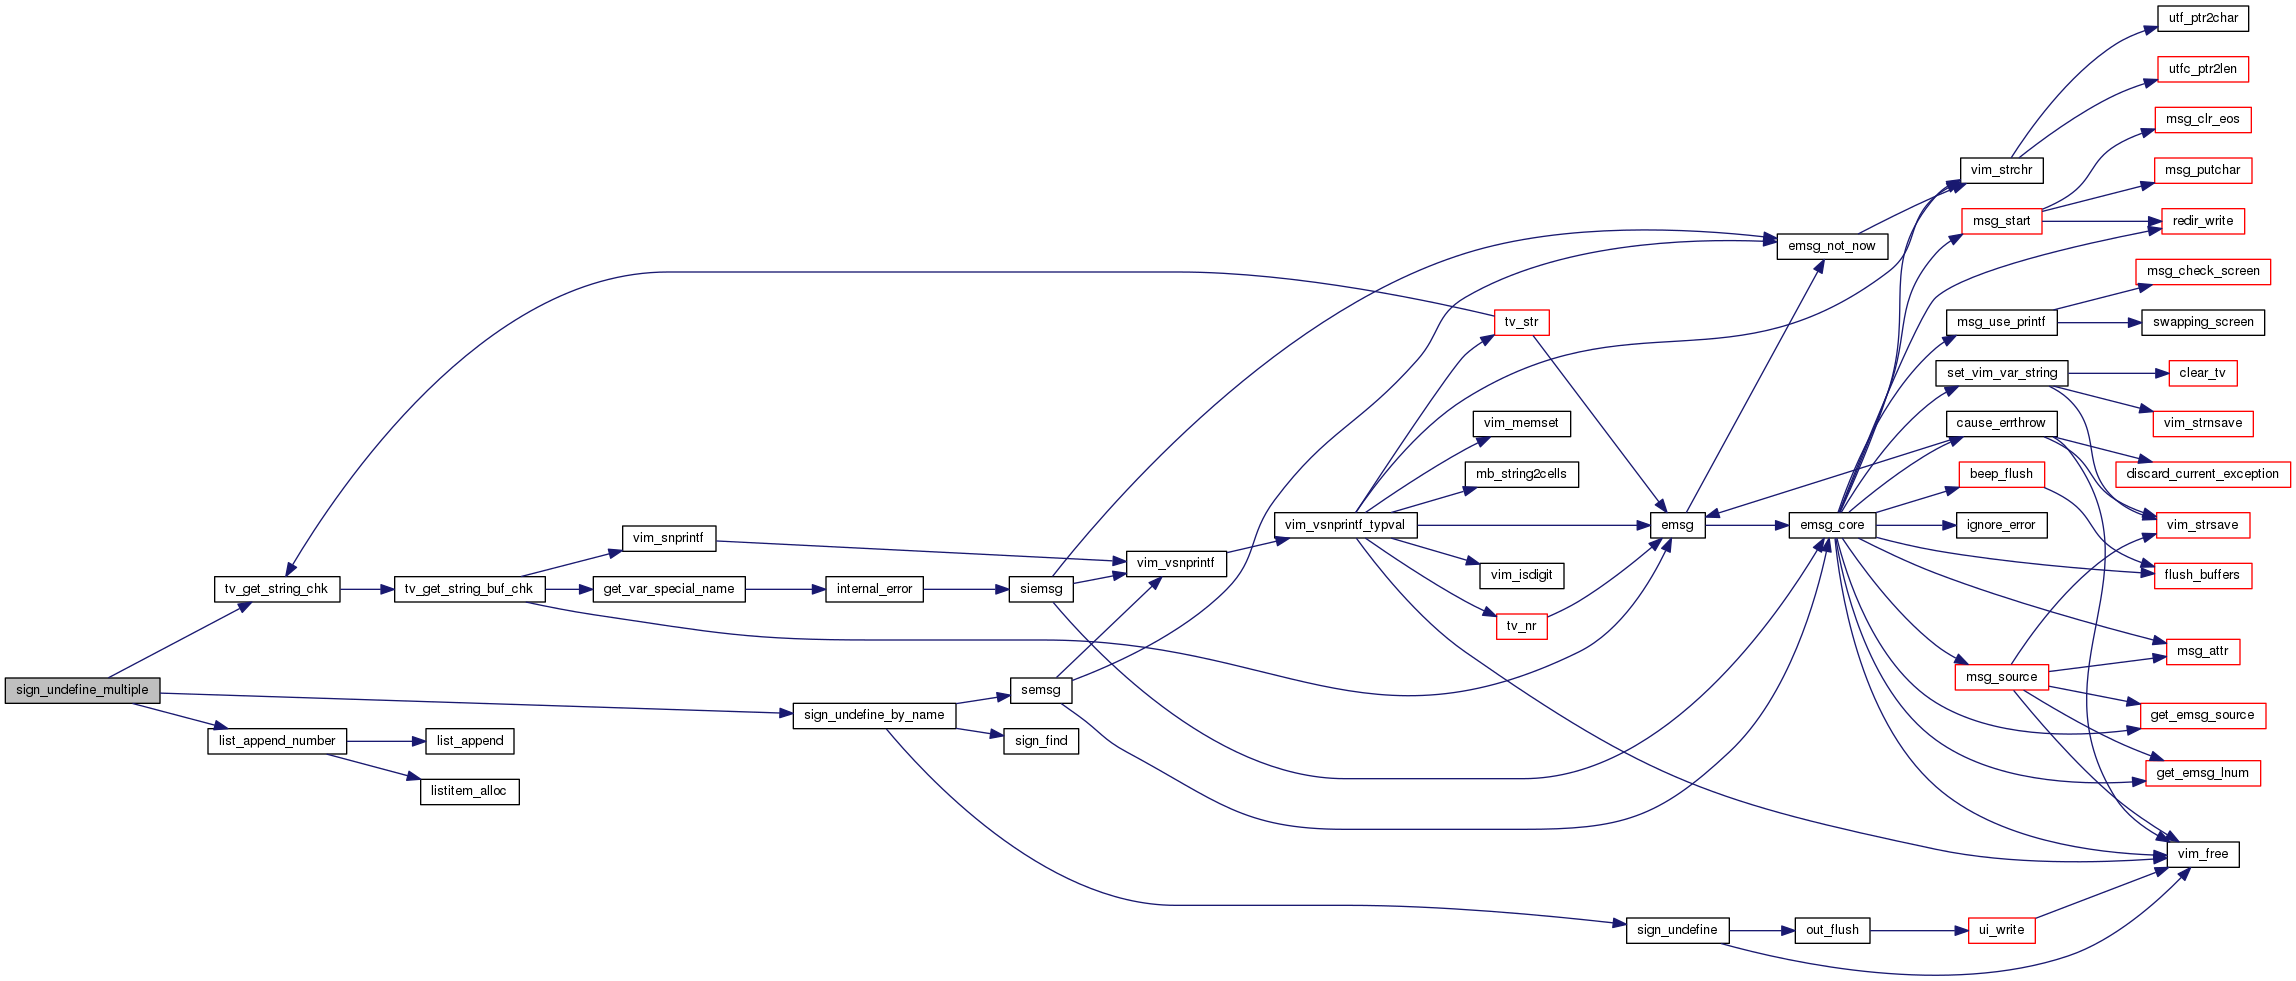 utf_ptr2char
utfc_ptr2len
msg_clr_eos
vim_strchr
msg_putchar
msg_start
redir_write
emsg_not_now
msg_check_screen
tv_str
msg_use_printf
swapping_screen
set_vim_var_string
clear_tv
vim_memset
cause_errthrow
vim_strnsave
mb_string2cells
beep_flush
discard_current_exception
vim_snprintf
vim_vsnprintf_typval
emsg
emsg_core
ignore_error
vim_strsave
vim_vsnprintf
vim_isdigit
flush_buffers
tv_get_string_chk
tv_get_string_buf_chk
get_var_special_name
internal_error
siemsg
tv_nr
msg_attr
sign_undefine_multiple
semsg
msg_source
sign_undefine_by_name
get_emsg_source
list_append_number
list_append
sign_find
get_emsg_lnum
listitem_alloc
vim_free
sign_undefine
out_flush
ui_write